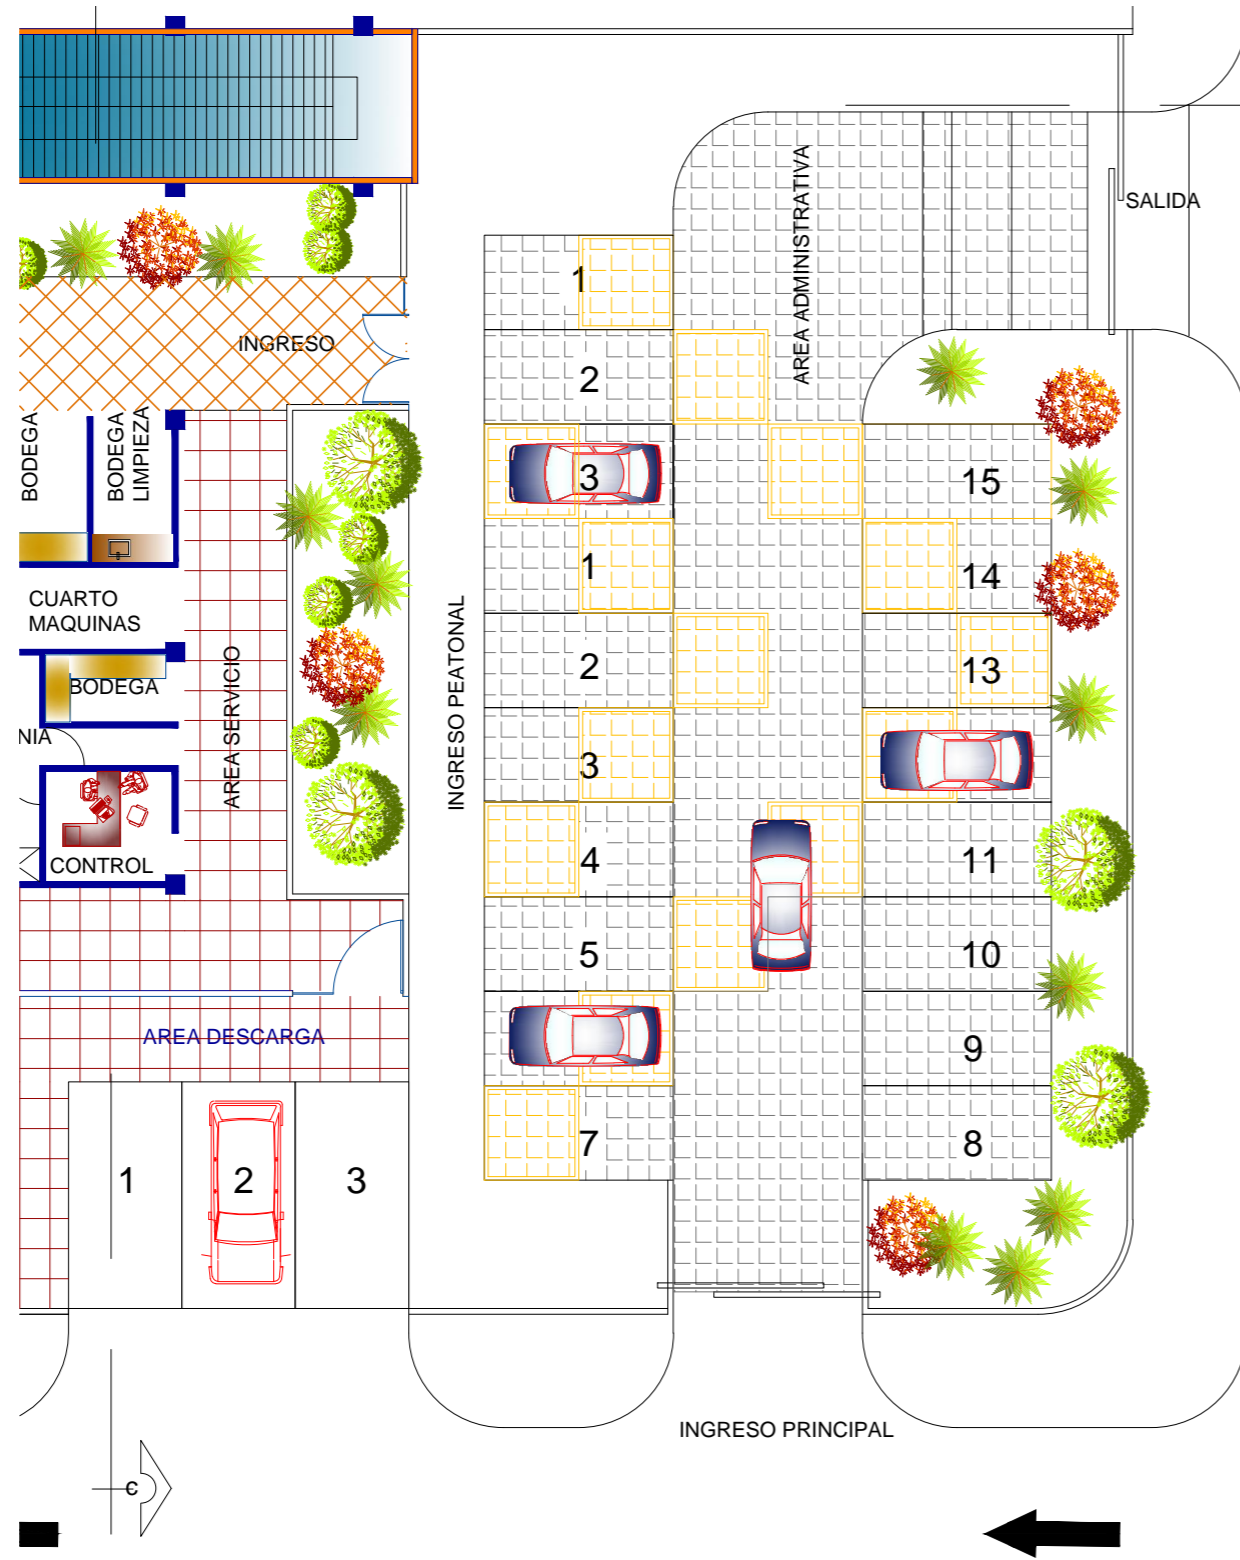 SALIDA
AREA ADMINISTRATIVA
1
INGRESO
2
BODEGA
BODEGA
LIMPIEZA
3
15
1
14
CUARTO
MAQUINAS
2
13
BODEGA
AREA SERVICIO
INGRESO PEATONAL
NIA
3
CONTROL
4
11
5
10
AREA DESCARGA
9
7
8
1
2
3
INGRESO PRINCIPAL
C